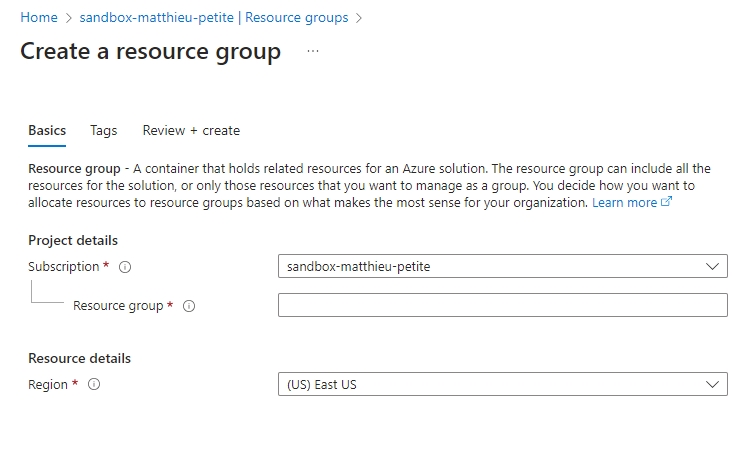 Home > sandbox-matthieu-petite | Resource groups >
Create a resource group ...
Basics Tags Review + create
Resource group - A container that holds related resources for an Azure solution. The resource group can include all the
resources for the solution, or only those resources that you want to manage as a group. You decide how you want to
allocate resources to resource groups based on what makes the most sense for your organization. Learn more
Project details
Subscription * sandbox-matthieu-petite
Resource group *
Resource details
Region * (US) East US